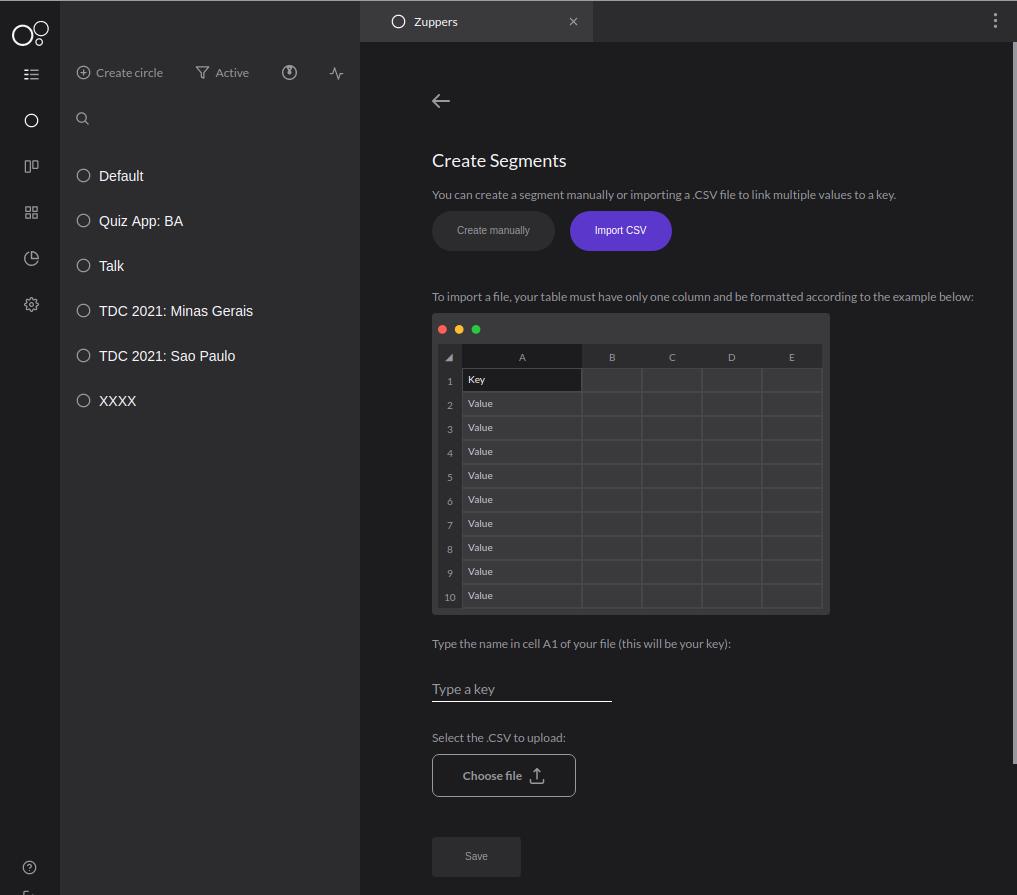 Zuppers
Create circle
Active
Default
Quiz App: BA
Talk
TDC 2021: Minas Gerais
TDC 2021: Sao Paulo
XXXX
Create Segments
You can create a segment manually or importing a .CSV file to link multiple values to a key.
Create manually Import CSV
To import a file, your table must have only one column and be formatted according to the example below:
A B C D E
1 Key
2 Value
3 Value
4 Value
5 Value
6 Value
7 Value
8 Value
9 Value
10 Value
Type the name in cell A1 of your file (this will be your key):
Type a key
Select the .CSV to upload:
Choose file
Save